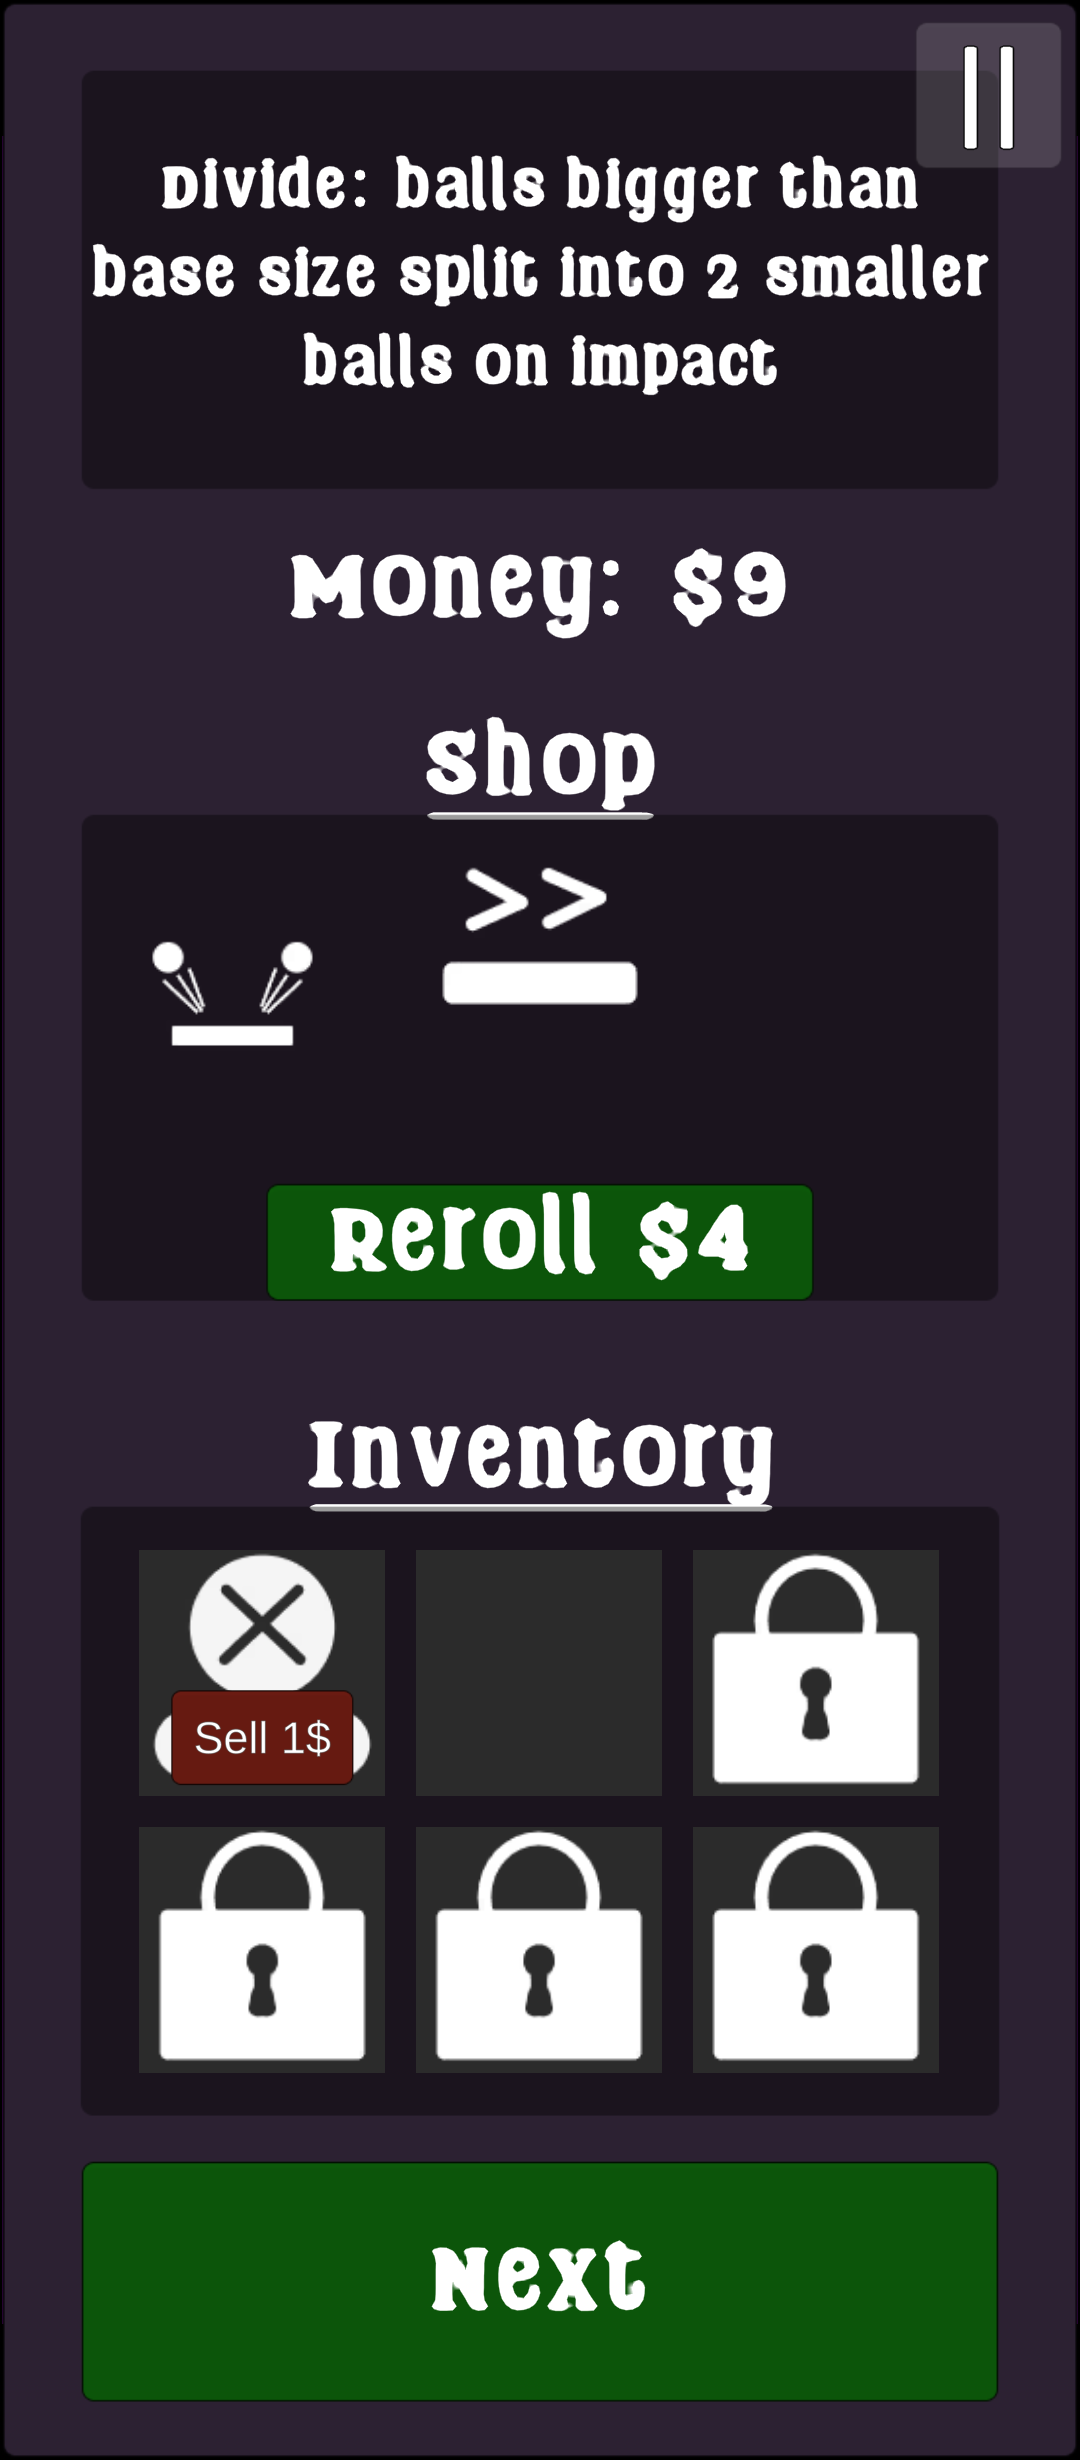 Divide: balls bigger than
base size split into 2 smaller
balls on impact
Money: $9
Shop
>>
Reroll $4
Inventory
Sell 1$
Next